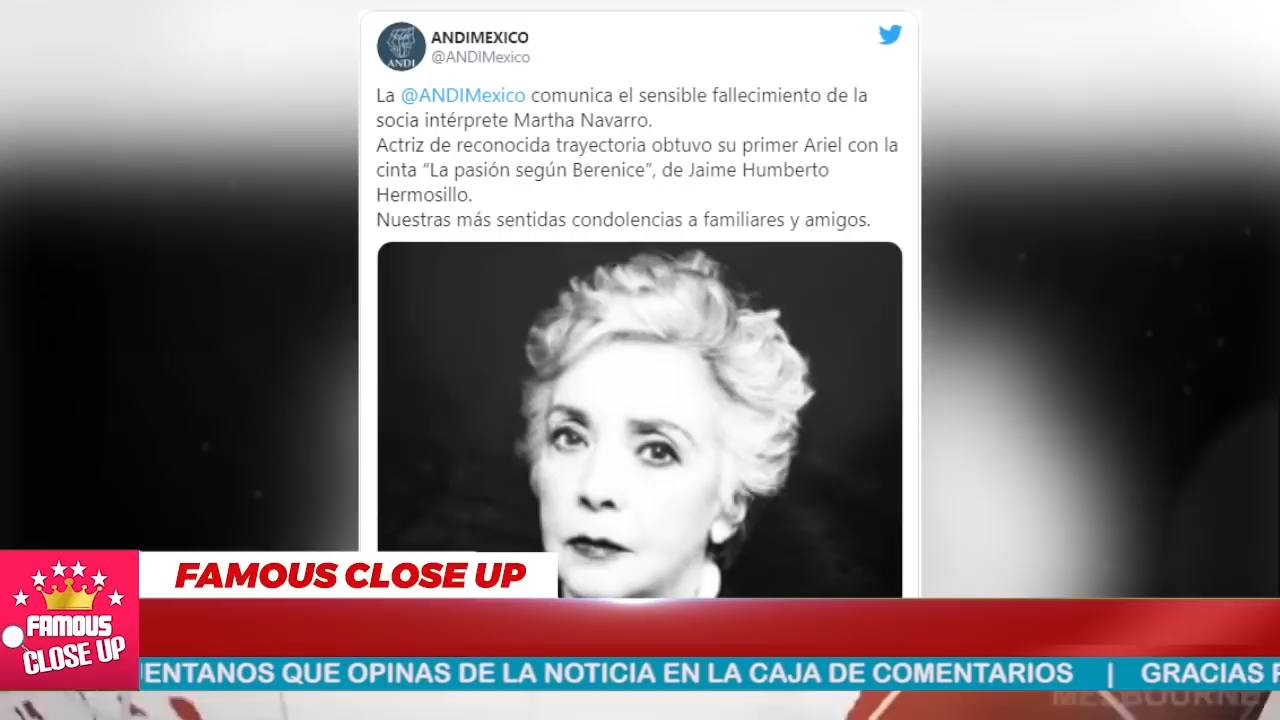 ANDIMEXICO
@ANDIMexico
ANDI
La @ANDIMexico comunica el sensible fallecimiento de la
socia intérprete Martha Navarro.
Actriz de reconocida trayectoria obtuvo su primer Ariel con la
cinta “La pasión según Berenice”, de Jaime Humberto
Hermosillo.
Nuestras más sentidas condolencias a familiares y amigos.
FAMOUS CLOSE UP
FAMOUS
CLOSE UP
ENTANOS QUE OPINAS DE LA NOTICIA EN LA CAJA DE COMENTARIOS | GRACIAS P
MELBOURNE